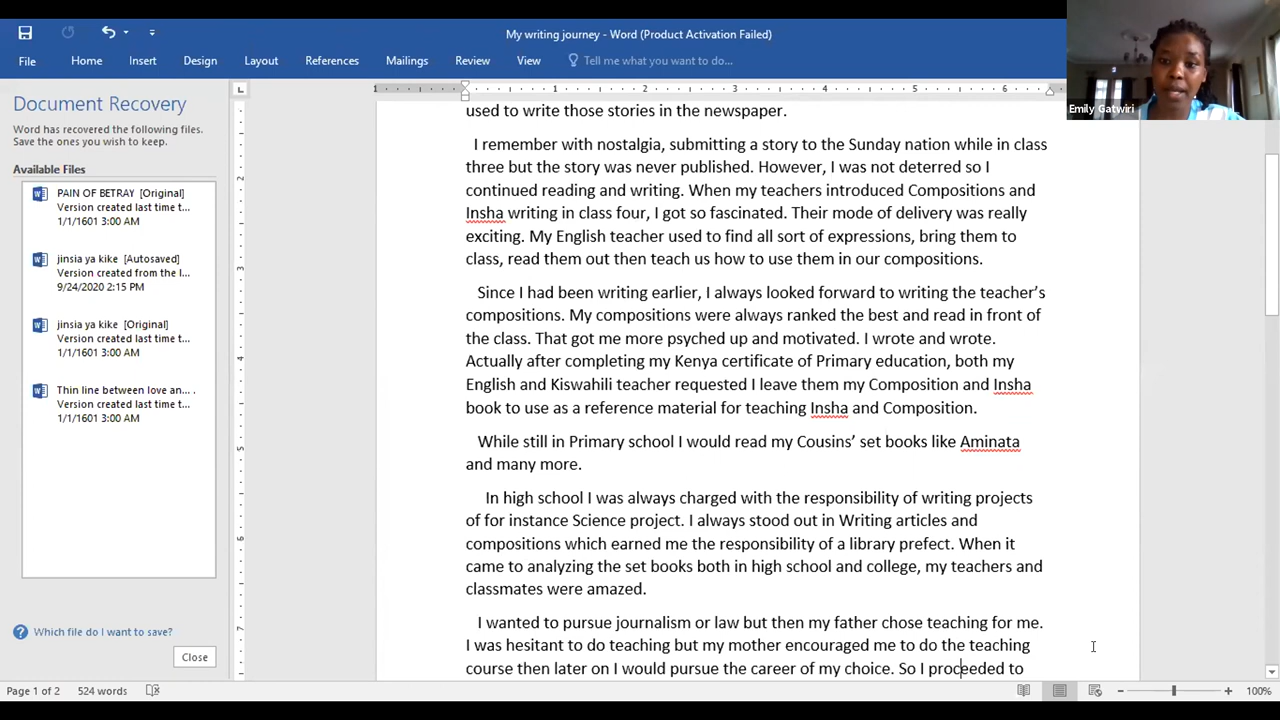 My writing journey - Word (Product Activation Failed)
File Home Insert Design Layout References Mailings Review View Tell me what you want to do...
Emily Gatwiri
Document Recovery
Word has recovered the following files.
Save the ones you wish to keep.
Available Files
PAIN OF BETRAY [Original]
Version created last time t...
1/1/1601 3:00 AM
jinsia ya kike [Autosaved]
Version created from the l...
9/24/2020 2:15 PM
jinsia ya kike [Original]
Version created last time t...
1/1/1601 3:00 AM
Thin line between love an... .
Version created last time t...
1/1/1601 3:00 AM
Which file do I want to save?
Close
1 1 2 3 4 5 6
2
3
4
5
6
7
used to write those stories in the newspaper.
I remember with nostalgia, submitting a story to the Sunday nation while in class
three but the story was never published. However, I was not deterred so I
continued reading and writing. When my teachers introduced Compositions and
Insha writing in class four, I got so fascinated. Their mode of delivery was really
exciting. My English teacher used to find all sort of expressions, bring them to
class, read them out then teach us how to use them in our compositions.
Since I had been writing earlier, I always looked forward to writing the teacher’s
compositions. My compositions were always ranked the best and read in front of
the class. That got me more psyched up and motivated. I wrote and wrote.
Actually after completing my Kenya certificate of Primary education, both my
English and Kiswahili teacher requested I leave them my Composition and Insha
book to use as a reference material for teaching Insha and Composition.
While still in Primary school I would read my Cousins’ set books like Aminata
and many more.
In high school I was always charged with the responsibility of writing projects
of for instance Science project. I always stood out in Writing articles and
compositions which earned me the responsibility of a library prefect. When it
came to analyzing the set books both in high school and college, my teachers and
classmates were amazed.
I wanted to pursue journalism or law but then my father chose teaching for me.
I was hesitant to do teaching but my mother encouraged me to do the teaching
course then later on I would pursue the career of my choice. So I proceeded to
Page 1 of 2 524 words
100%